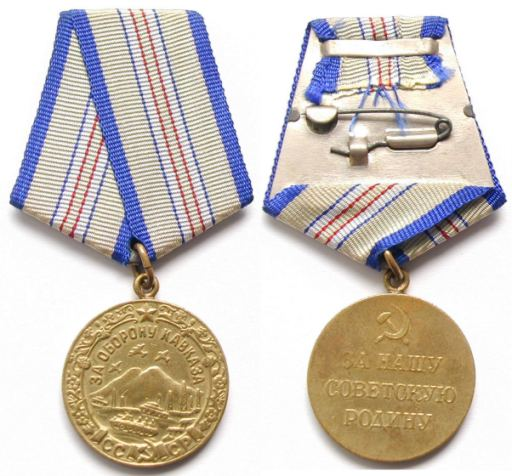 ЗА ОБОРОНУ КАВКАЗА
СССР
ЗА НАШУ
СОВЕТСКУЮ
РОДИНУ